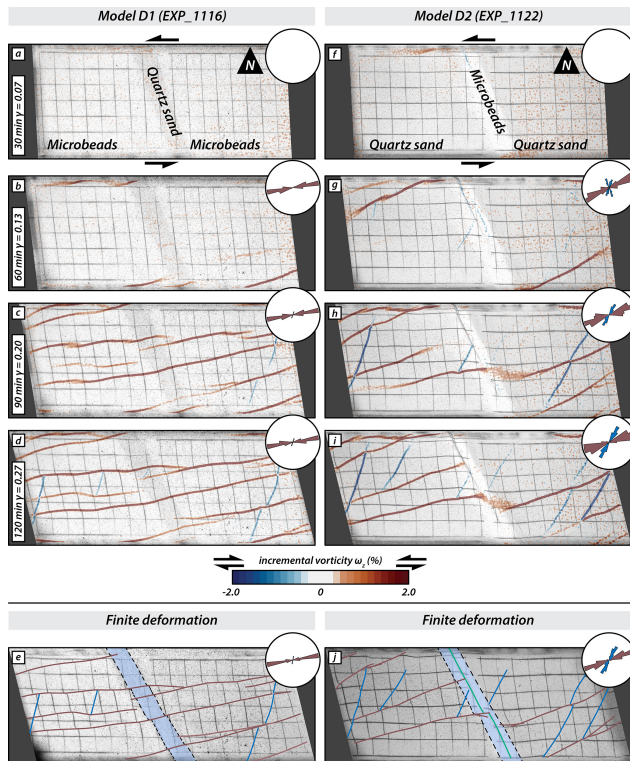 Model D1 (EXP_1116)
Model D2 (EXP_1122)
a
N
Quartz sand
Microbeads
Microbeads
30 min γ = 0.07
f
N
Microbeads
Quartz sand
Quartz sand
b
60 min γ = 0.13
g
c
90 min γ = 0.20
h
d
120 min γ = 0.27
i
incremental vorticity ωz (%)
-2.0
0
2.0
Finite deformation
Finite deformation
e
j